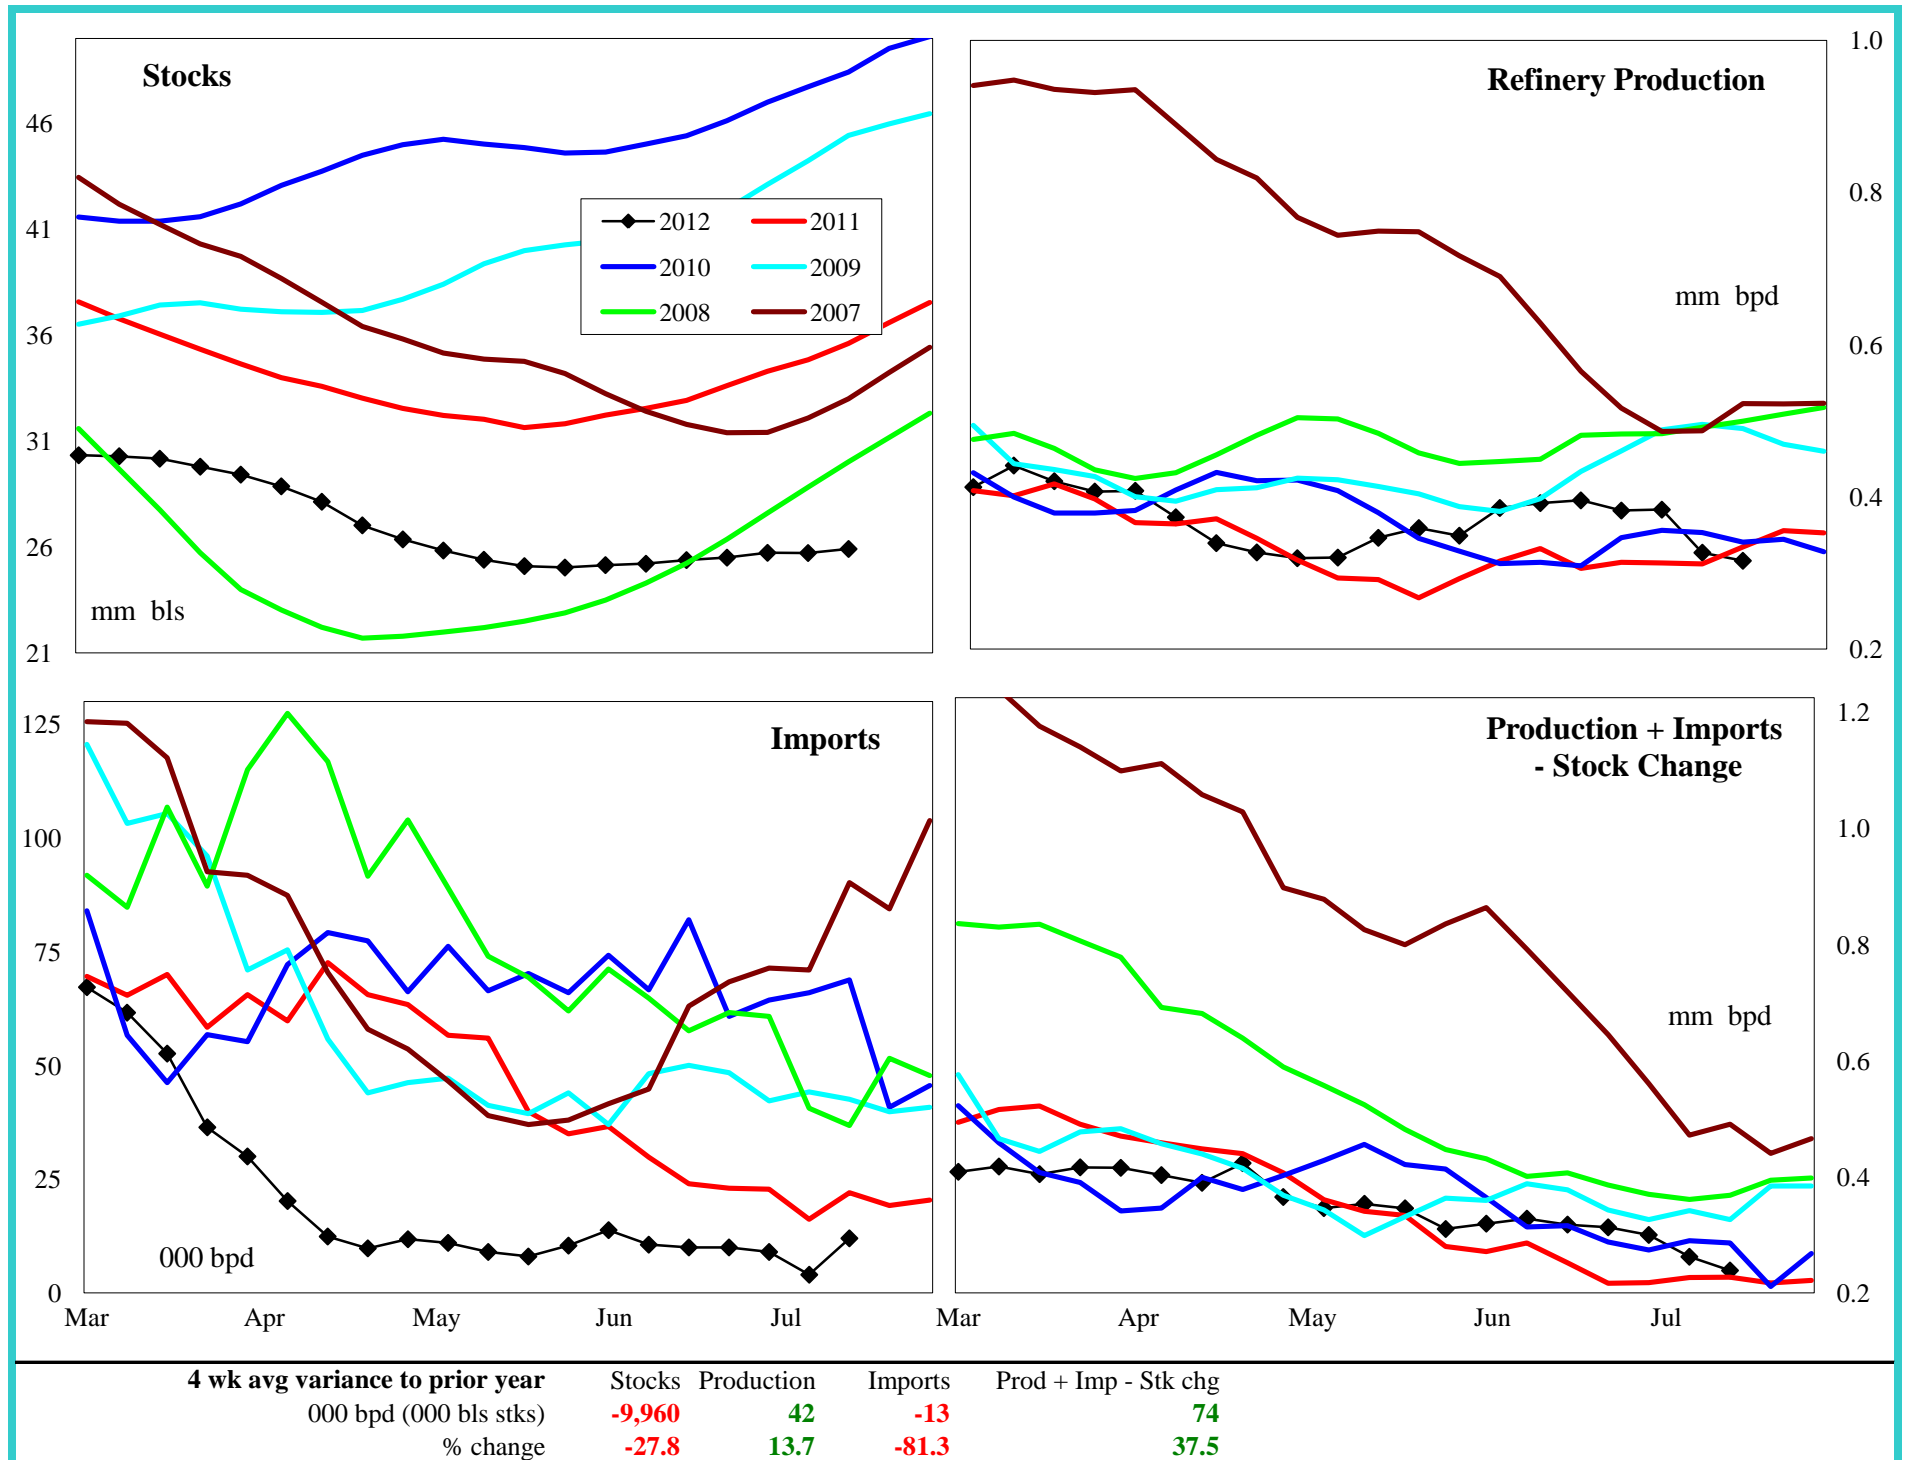 Stocks
46
41
36
31
26
21
mm bls
2012 2011
2010 2009
2008 2007
Refinery Production
mm bpd
1.0
0.8
0.6
0.4
0.2
Imports
125
100
75
50
25
0
000 bpd
Mar Apr May Jun Jul
Production + Imports
- Stock Change
mm bpd
1.2
1.0
0.8
0.6
0.4
0.2
Mar Apr May Jun Jul
4 wk avg variance to prior year Stocks Production Imports Prod + Imp - Stk chg
000 bpd (000 bls stks) -9,960 42 -13 74
% change -27.8 13.7 -81.3 37.5